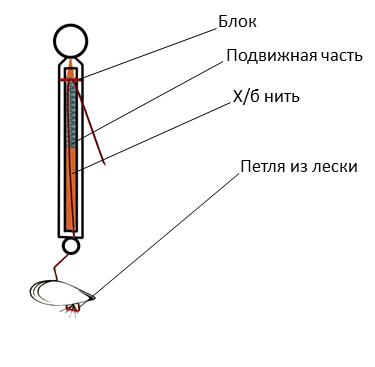 Блок
Подвижная часть
Х/б нить
Петля из лески